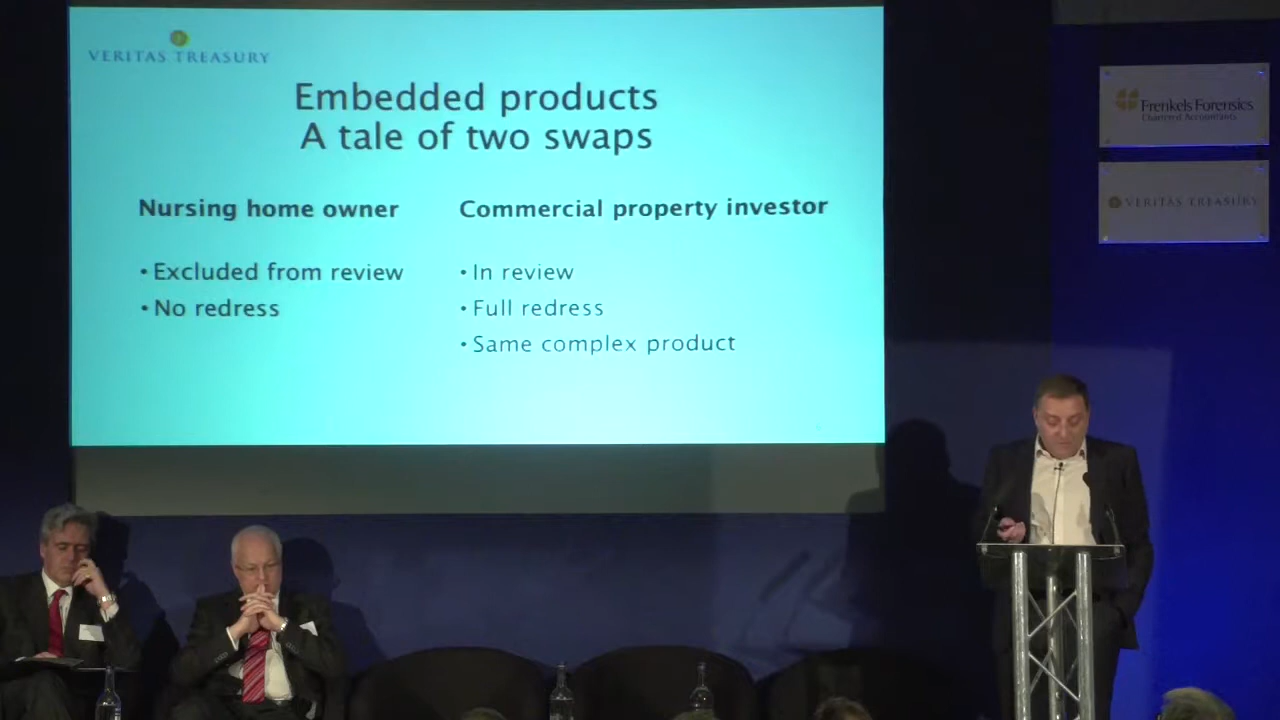 VERITAS TREASURY
Embedded products
A tale of two swaps
Nursing home owner
• Excluded from review
• No redress
Commercial property investor
• In review
• Full redress
• Same complex product
Frenkels Forensics
Chartered Accountants
VERITAS TREASURY